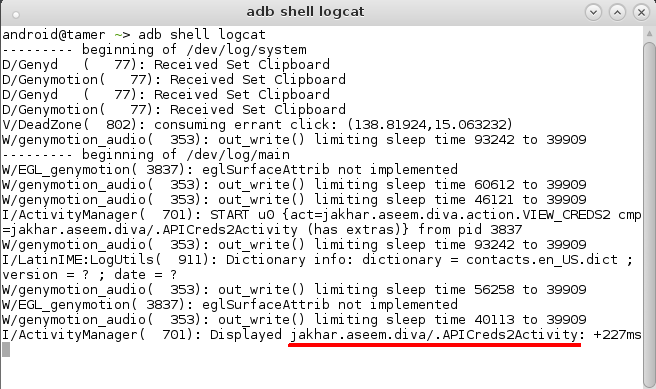 adb shell logcat
android@tamer ~> adb shell logcat
--------- beginning of /dev/log/system
D/Genyd   (   77): Received Set Clipboard
D/Genymotion(   77): Received Set Clipboard
D/Genyd   (   77): Received Set Clipboard
D/Genymotion(   77): Received Set Clipboard
V/DeadZone(  802): consuming errant click: (138.81924,15.063232)
W/genymotion_audio(  353): out_write() limiting sleep time 93242 to 39909
--------- beginning of /dev/log/main
W/EGL_genymotion( 3837): eglSurfaceAttrib not implemented
W/genymotion_audio(  353): out_write() limiting sleep time 60612 to 39909
W/genymotion_audio(  353): out_write() limiting sleep time 46121 to 39909
I/ActivityManager(  701): START u0 {act=jakhar.aseem.diva.action.VIEW_CREDS2 cmp
=jakhar.aseem.diva/.APICreds2Activity (has extras)} from pid 3837
W/genymotion_audio(  353): out_write() limiting sleep time 93242 to 39909
I/LatinIME:LogUtils(  911): Dictionary info: dictionary = contacts.en_US.dict ;
version = ? ; date = ?
W/genymotion_audio(  353): out_write() limiting sleep time 56258 to 39909
W/EGL_genymotion( 3837): eglSurfaceAttrib not implemented
W/genymotion_audio(  353): out_write() limiting sleep time 40113 to 39909
I/ActivityManager(  701): Displayed jakhar.aseem.diva/.APICreds2Activity: +227ms